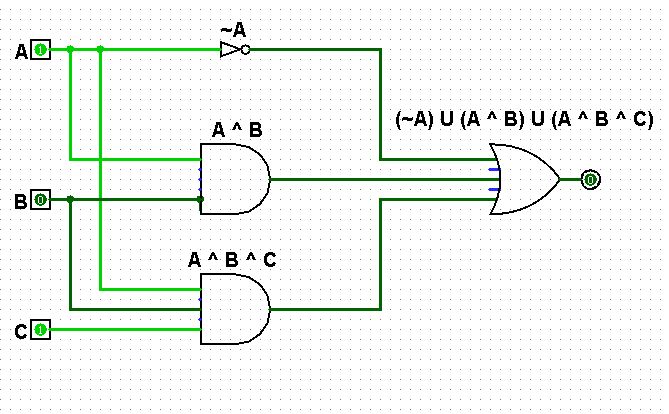 ~A
A 1
A ^ B
(~A) U (A ^ B) U (A ^ B ^ C)
0
B 0
A ^ B ^ C
C 1